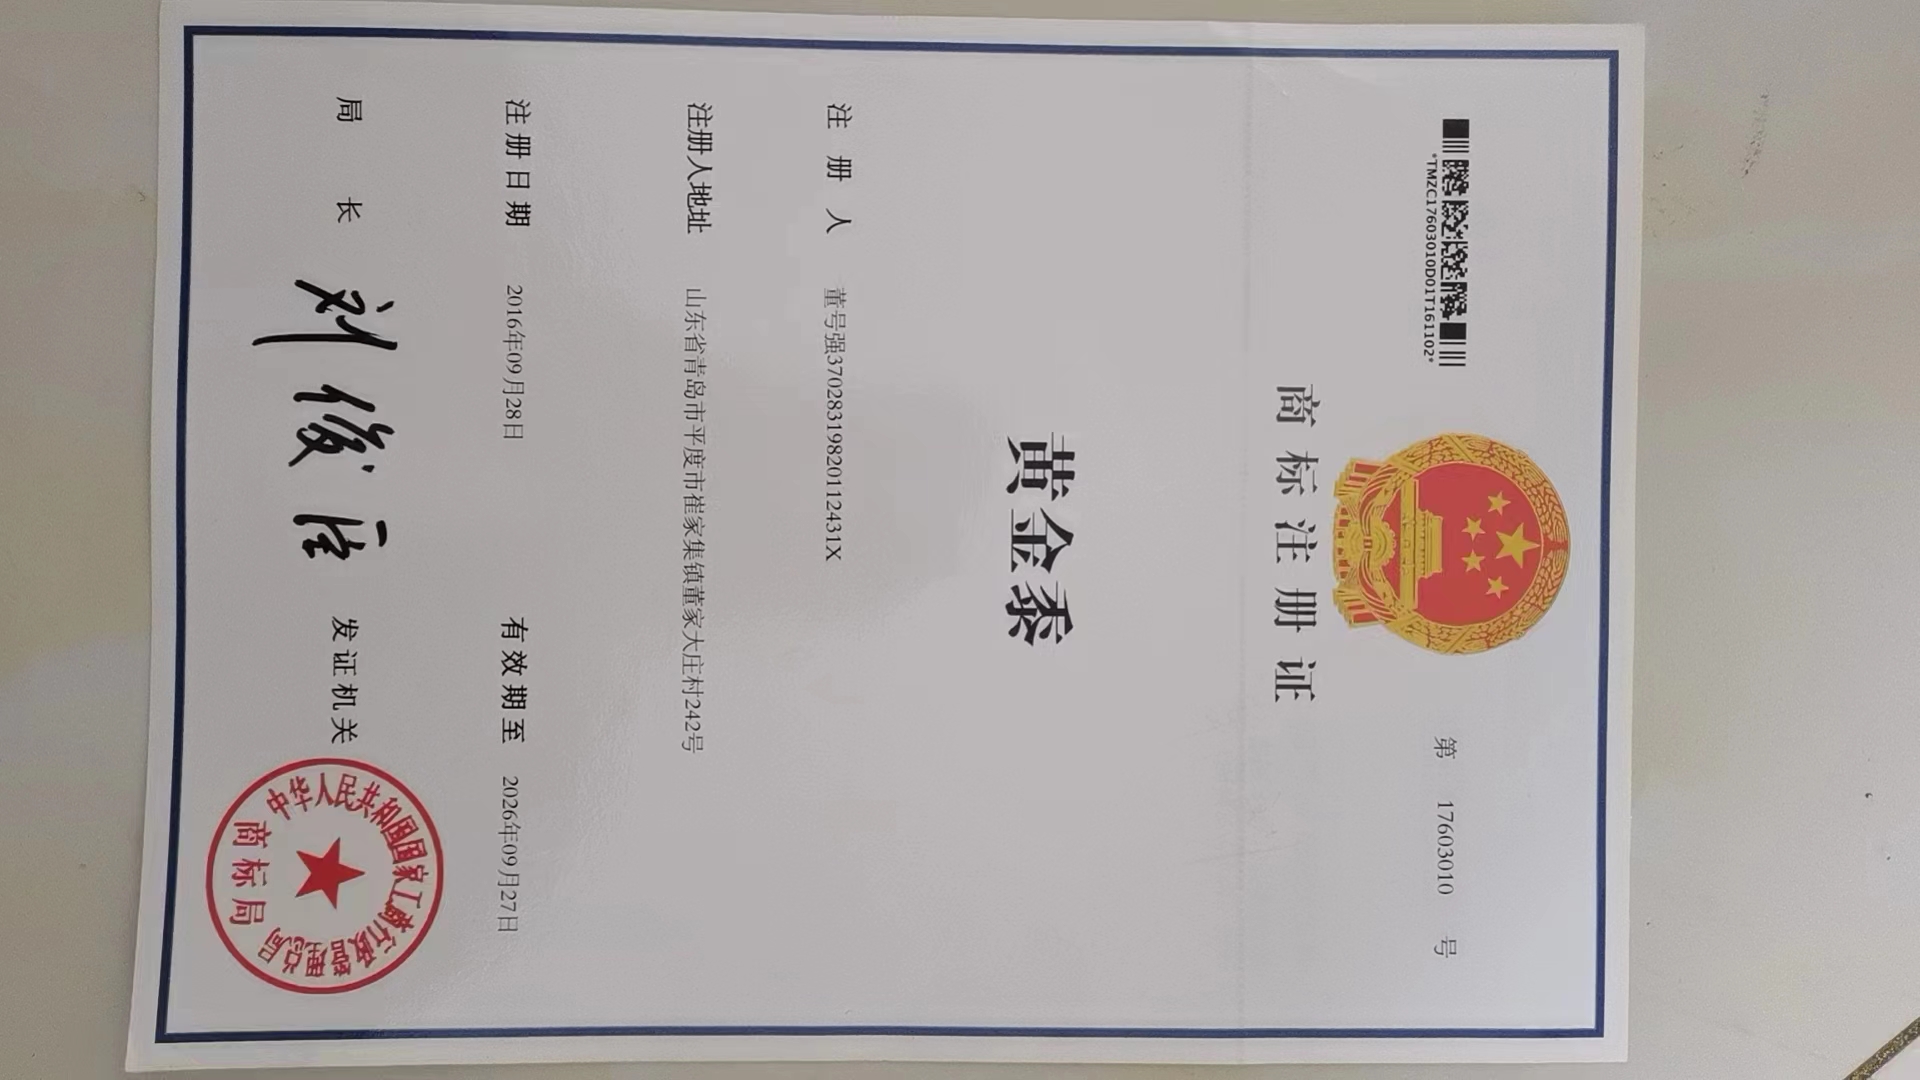 *TMZC17603010D01T161102*
第 17603010 号
商标注册证
黄金黍
注册人 董号强37028319820112431X
注册人地址 山东省青岛市平度市崔家集镇董家大庄村242号
注册日期 2016年09月28日 有效期至 2026年09月27日
局长 刘俊臣 发证机关
中华人民共和国国家工商行政管理总局
商标局